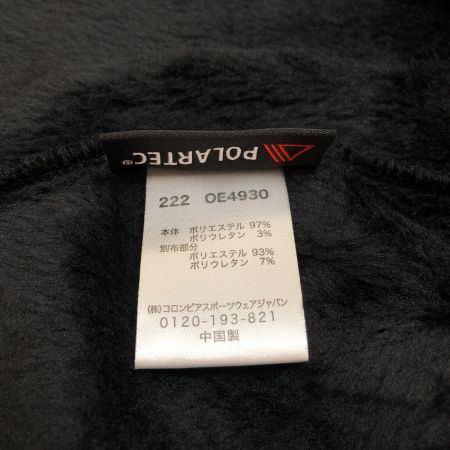 POLARTEC®
222 OE4930
本体 ポリエステル 97%
ポリウレタン 3%
別布部分
ポリエステル 93%
ポリウレタン 7%
(株)コロンビアスポーツウェアジャパン
0120-193-821
中国製